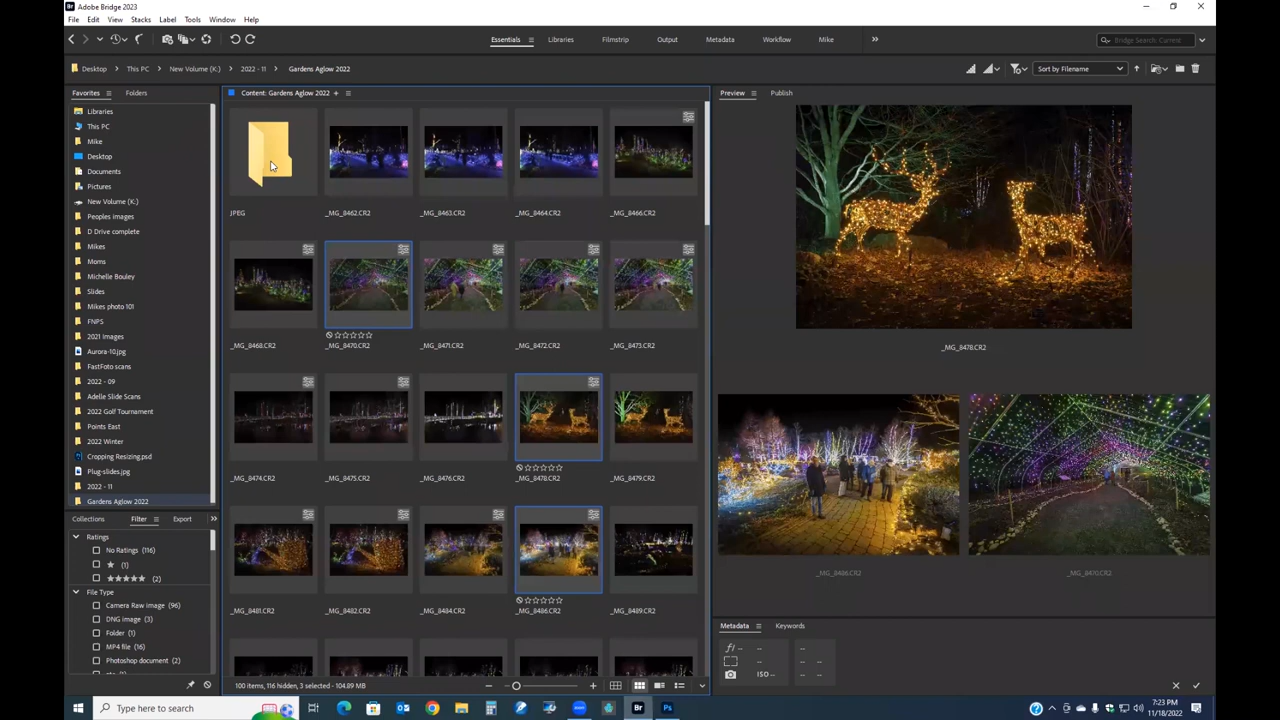 Adobe Bridge 2023
File Edit View Stacks Label Tools Window Help
Essentials Libraries Filmstrip Output Metadata Workflow Mike
Bridge Search: Current
Desktop This PC New Volume (K:) 2022 - 11 Gardens Aglow 2022
Sort by Filename
Favorites Folders
Libraries
This PC
Mike
Desktop
Documents
Pictures
New Volume (K:)
Peoples images
D Drive complete
Mikes
Moms
Michelle Bouley
Slides
Mikes photo 101
FNPS
2021 Images
Aurora-10.jpg
FastFoto scans
2022 - 09
Adelle Slide Scans
2022 Golf Tournament
Points East
2022 Winter
Cropping Resizing.psd
Plug-slides.jpg
2022 - 11
Gardens Aglow 2022
Collections Filter Export
Ratings
No Ratings (116)
(1)
(2)
File Type
Camera Raw image (96)
DNG image (3)
Folder (1)
MP4 file (16)
Photoshop document (2)
Content: Gardens Aglow 2022
JPEG _MG_8462.CR2 _MG_8463.CR2 _MG_8464.CR2 _MG_8466.CR2
_MG_8468.CR2 _MG_8470.CR2 _MG_8471.CR2 _MG_8472.CR2 _MG_8473.CR2
_MG_8474.CR2 _MG_8475.CR2 _MG_8476.CR2 _MG_8478.CR2 _MG_8479.CR2
_MG_8481.CR2 _MG_8482.CR2 _MG_8484.CR2 _MG_8486.CR2 _MG_8489.CR2
100 items, 116 hidden, 3 selected - 104.89 MB
Preview Publish
_MG_8478.CR2
_MG_8486.CR2 _MG_8470.CR2
Metadata Keywords
f/ -- -- --
-- -- --
ISO --
Type here to search
7:23 PM
11/18/2022